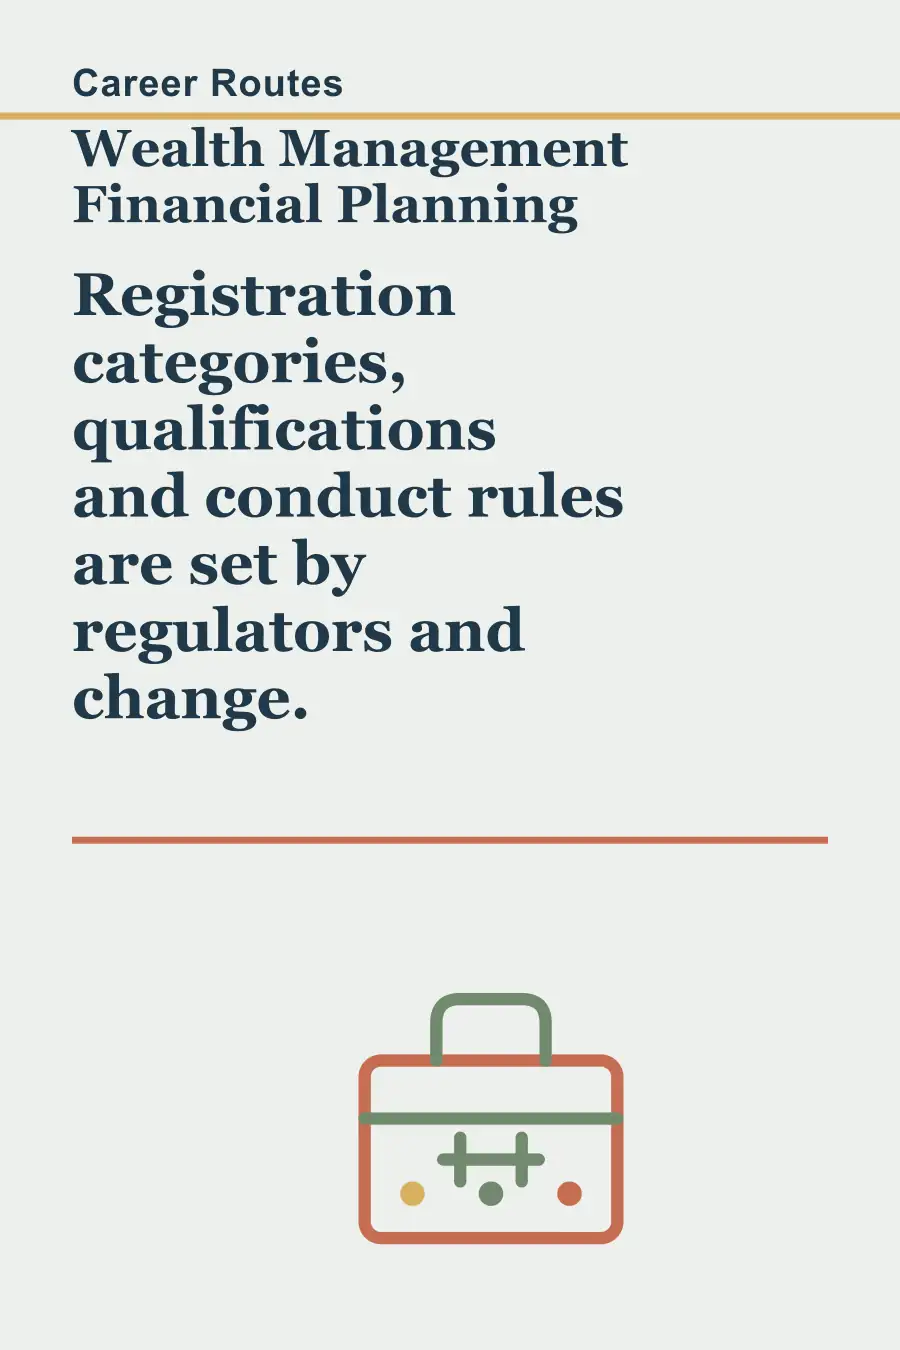 Career Routes
Wealth Management
Financial Planning
Registration
categories,
qualifications
and conduct rules
are set by
regulators and
change.